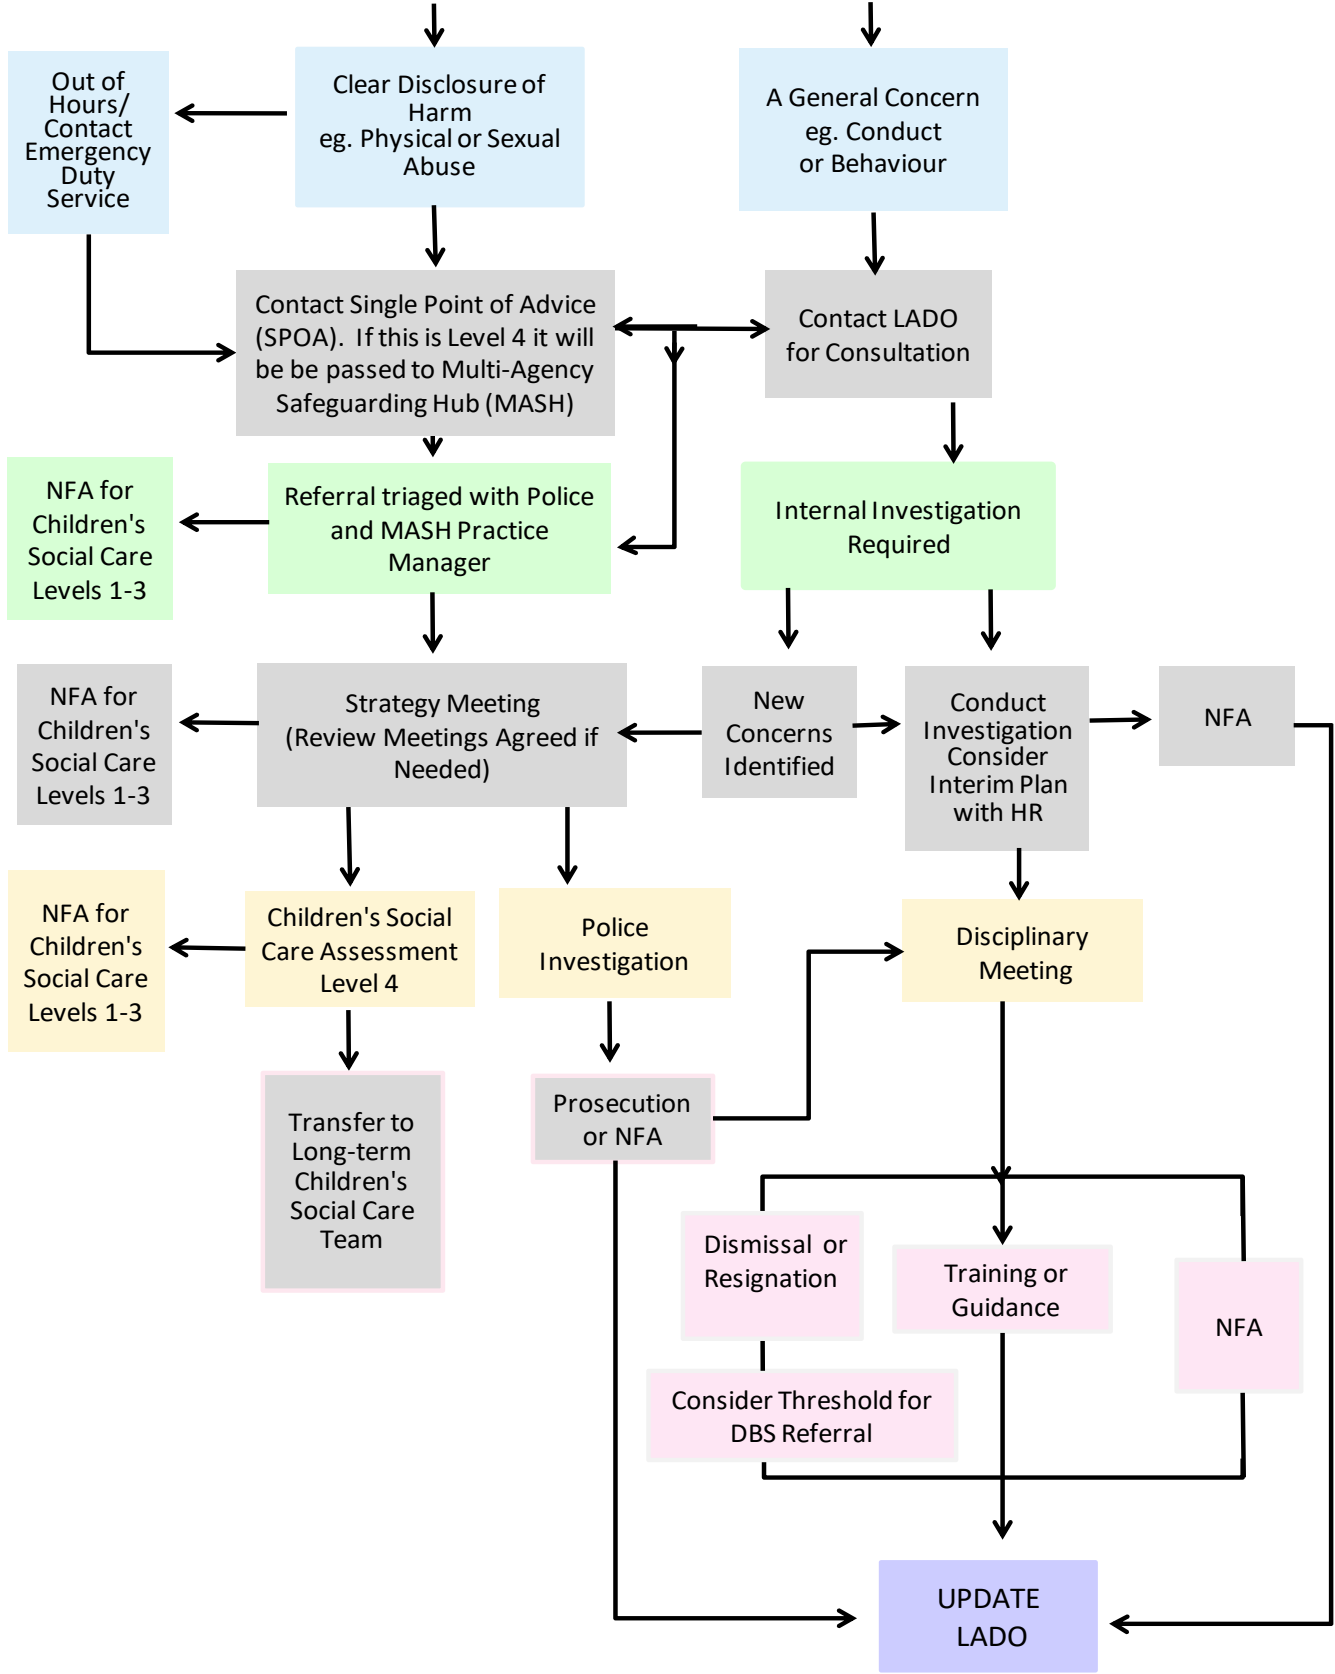 Out of
Hours/
Contact
Emergency
Duty
Service
Clear Disclosure of
Harm
eg. Physical or Sexual
Abuse
A General Concern
eg. Conduct
or Behaviour
Contact Single Point of Advice
(SPOA). If this is Level 4 it will
be be passed to Multi-Agency
Safeguarding Hub (MASH)
Contact LADO
for Consultation
NFA for
Children's
Social Care
Levels 1-3
Referral triaged with Police
and MASH Practice
Manager
Internal Investigation
Required
NFA for
Children's
Social Care
Levels 1-3
Strategy Meeting
(Review Meetings Agreed if
Needed)
New
Concerns
Identified
Conduct
Investigation
Consider
Interim Plan
with HR
NFA
NFA for
Children's
Social Care
Levels 1-3
Children's Social
Care Assessment
Level 4
Police
Investigation
Disciplinary
Meeting
Transfer to
Long-term
Children's
Social Care
Team
Prosecution
or NFA
Dismissal or
Resignation
Training or
Guidance
NFA
Consider Threshold for
DBS Referral
UPDATE
LADO